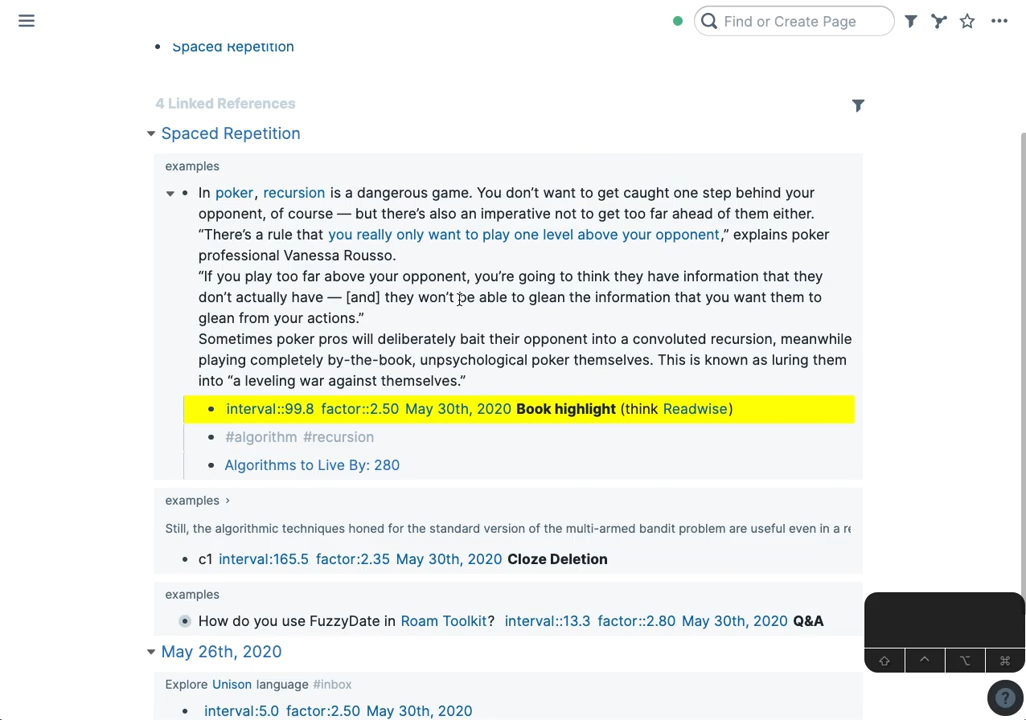 Find or Create Page
Spaced Repetition
4 Linked References
Spaced Repetition
examples
In poker, recursion is a dangerous game. You don’t want to get caught one step behind your
opponent, of course — but there’s also an imperative not to get too far ahead of them either.
“There’s a rule that you really only want to play one level above your opponent,” explains poker
professional Vanessa Rousso.
“If you play too far above your opponent, you’re going to think they have information that they
don’t actually have — [and] they won’t be able to glean the information that you want them to
glean from your actions.”
Sometimes poker pros will deliberately bait their opponent into a convoluted recursion, meanwhile
playing completely by-the-book, unpsychological poker themselves. This is known as luring them
into “a leveling war against themselves.”
interval::99.8 factor::2.50 May 30th, 2020 Book highlight (think Readwise)
#algorithm #recursion
Algorithms to Live By: 280
examples ›
Still, the algorithmic techniques honed for the standard version of the multi-armed bandit problem are useful even in a re
c1 interval:165.5 factor:2.35 May 30th, 2020 Cloze Deletion
examples
How do you use FuzzyDate in Roam Toolkit? interval::13.3 factor::2.80 May 30th, 2020 Q&A
May 26th, 2020
Explore Unison language #inbox
interval:5.0 factor:2.50 May 30th, 2020